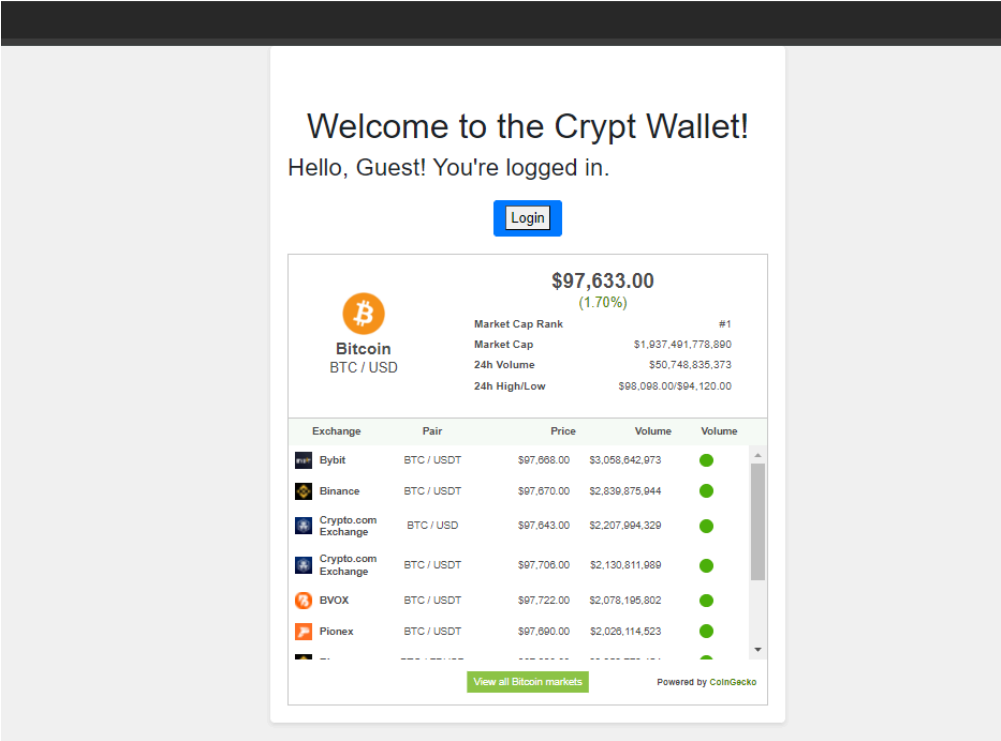 Welcome to the Crypt Wallet!
Hello, Guest! You're logged in.
Login
$97,633.00
(1.70%)
Bitcoin
BTC / USD
Market Cap Rank #1
Market Cap $1,937,491,778,890
24h Volume $50,748,835,373
24h High/Low $98,098.00/$94,120.00
Exchange Pair Price Volume Volume
Bybit BTC / USDT $97,668.00 $3,058,642,973
Binance BTC / USDT $97,670.00 $2,839,875,944
Crypto.com Exchange BTC / USD $97,643.00 $2,207,994,329
Crypto.com Exchange BTC / USDT $97,706.00 $2,130,811,989
BVOX BTC / USDT $97,722.00 $2,078,195,802
Pionex BTC / USDT $97,690.00 $2,026,114,523
View all Bitcoin markets
Powered by CoinGecko